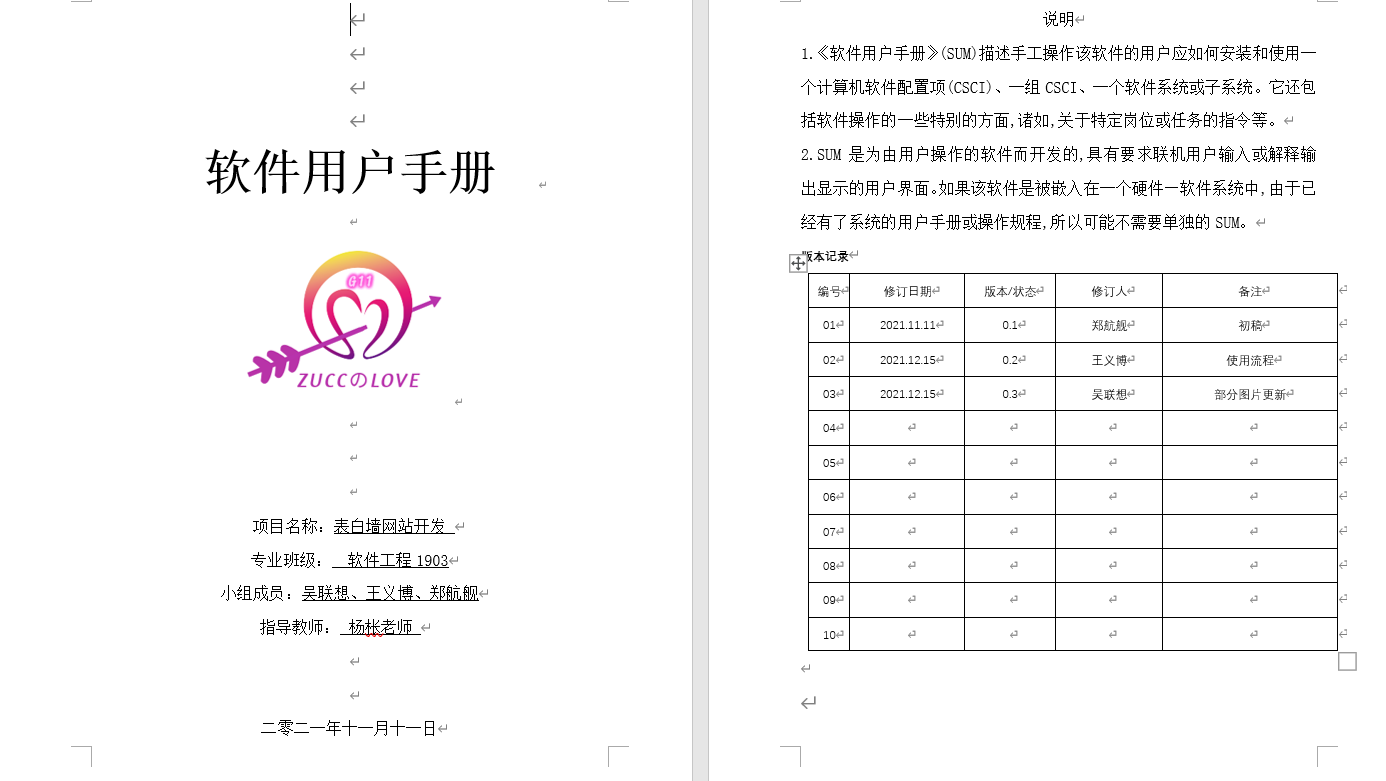 软件用户手册
G11
ZUCCのLOVE
项目名称：表白墙网站开发
专业班级：  软件工程 1903
小组成员：吴联想、王义博、郑航舰
指导教师： 杨枨老师
二零二一年十一月十一日
说明
1.《软件用户手册》(SUM)描述手工操作该软件的用户应如何安装和使用一
个计算机软件配置项(CSCI)、一组 CSCI、一个软件系统或子系统。它还包
括软件操作的一些特别的方面,诸如,关于特定岗位或任务的指令等。
2.SUM 是为由用户操作的软件而开发的,具有要求联机用户输入或解释输
出显示的用户界面。如果该软件是被嵌入在一个硬件—软件系统中,由于已
经有了系统的用户手册或操作规程,所以可能不需要单独的 SUM。
版本记录
编号 修订日期 版本/状态 修订人 备注
01 2021.11.11 0.1 郑航舰 初稿
02 2021.12.15 0.2 王义博 使用流程
03 2021.12.15 0.3 吴联想 部分图片更新
04
05
06
07
08
09
10